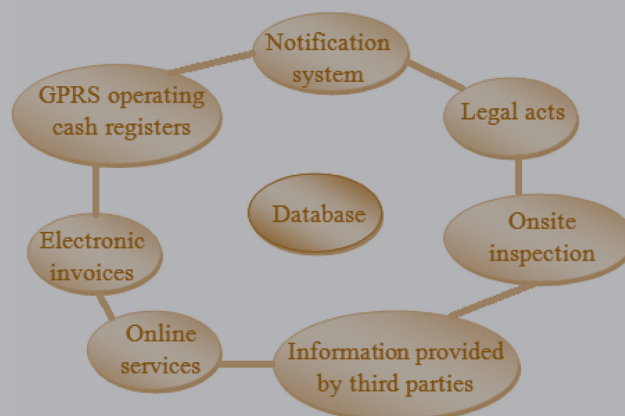 Notification
system
GPRS operating
cash registers
Legal acts
Database
Onsite
inspection
Electronic
invoices
Online
services
Information provided
by third parties